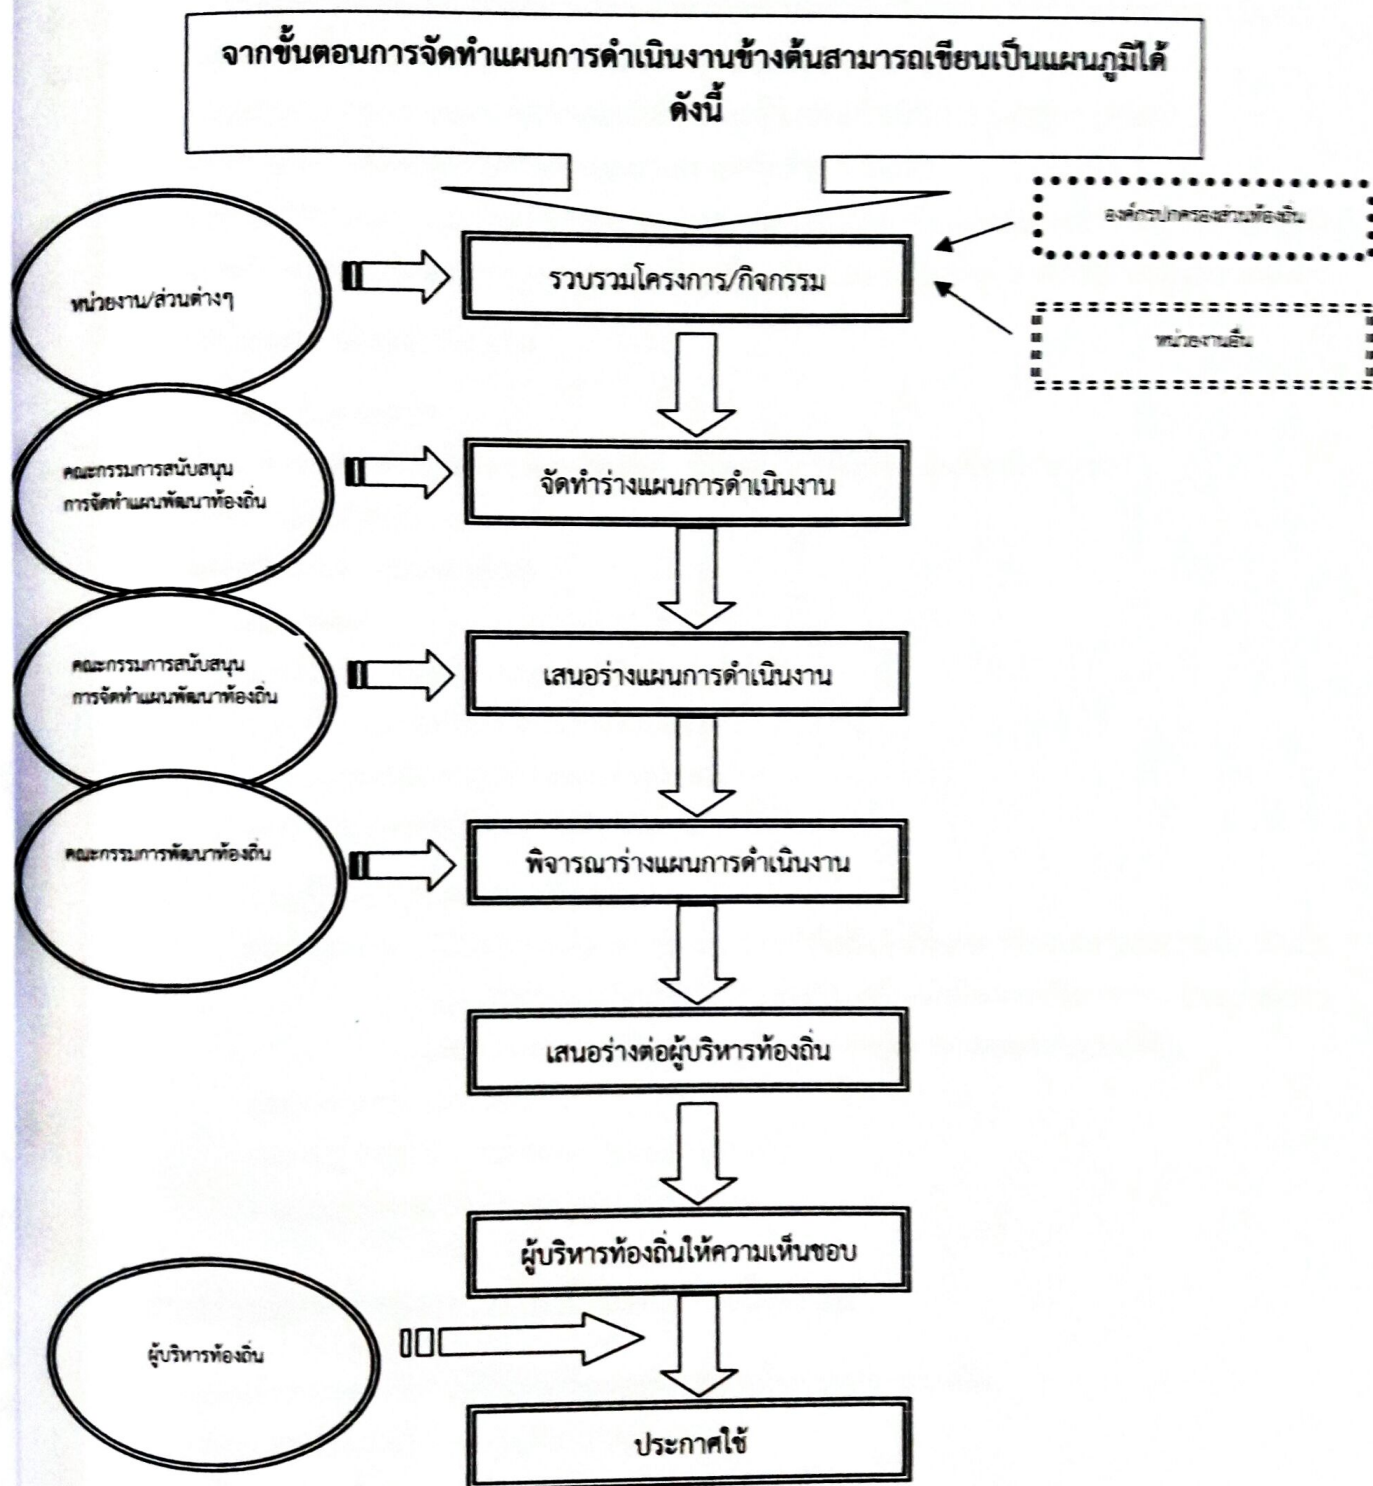 จากขั้นตอนการจัดทำแผนการดำเนินงานข้างต้นสามารถเขียนเป็นแผนภูมิได้
ดังนี้
องค์กรปกครองส่วนท้องถิ่น
หน่วยงาน/ส่วนต่างๆ
รวบรวมโครงการ/กิจกรรม
หน่วยงานอื่น
คณะกรรมการสนับสนุน
การจัดทำแผนพัฒนาท้องถิ่น
จัดทำร่างแผนการดำเนินงาน
คณะกรรมการสนับสนุน
การจัดทำแผนพัฒนาท้องถิ่น
เสนอร่างแผนการดำเนินงาน
คณะกรรมการพัฒนาท้องถิ่น
พิจารณาร่างแผนการดำเนินงาน
เสนอร่างต่อผู้บริหารท้องถิ่น
ผู้บริหารท้องถิ่นให้ความเห็นชอบ
ผู้บริหารท้องถิ่น
ประกาศใช้